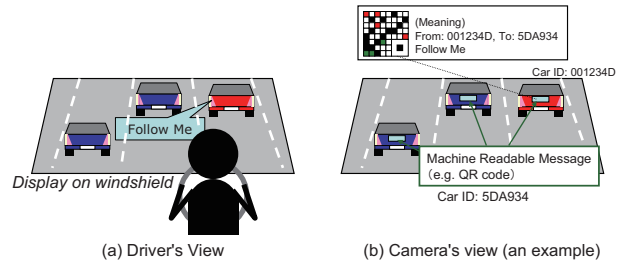 Follow Me
Display on windshield
(a) Driver's View
(Meaning)
From: 001234D, To: 5DA934
Follow Me
Car ID: 001234D
Machine Readable Message
(e.g. QR code)
Car ID: 5DA934
(b) Camera's view (an example)